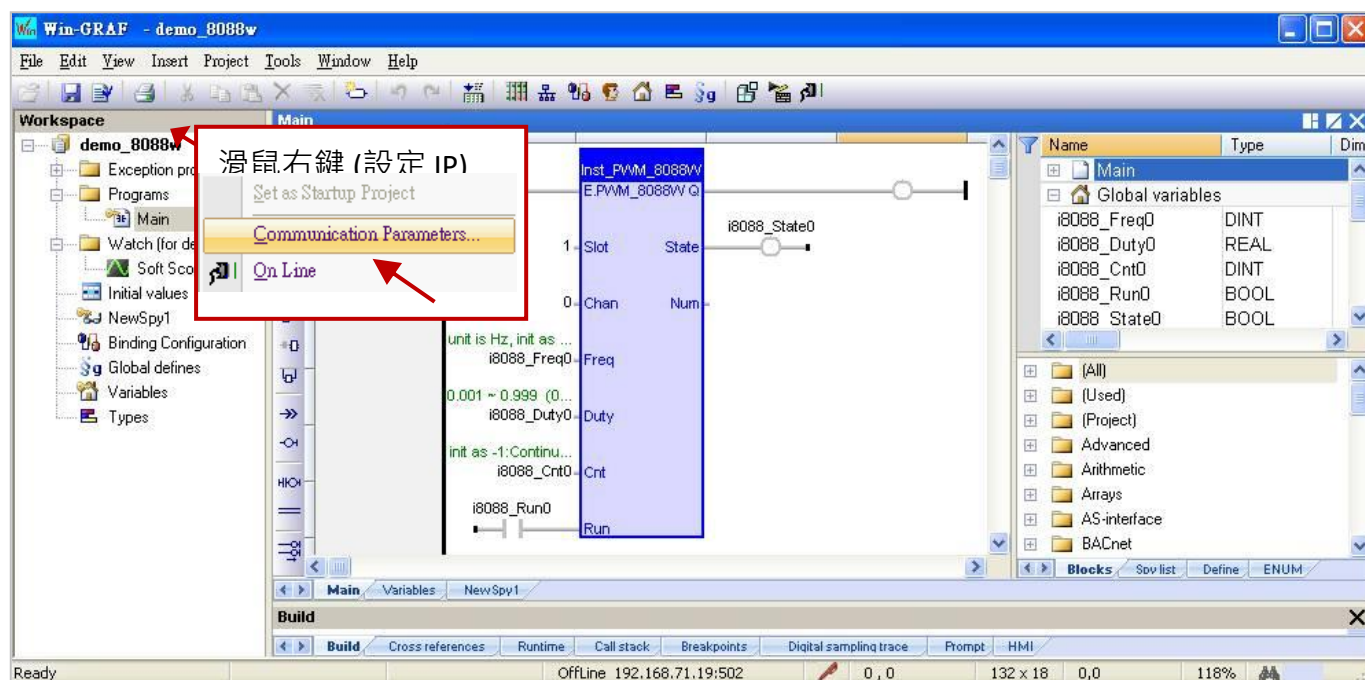 Win-GRAF - demo_8088w
File Edit View Insert Project Tools Window Help
Workspace
demo_8088w
Exception pro
Programs
Main
Watch (for de
Soft Sco
Initial values
NewSpy1
Binding Configuration
Global defines
Variables
Types
滑鼠右鍵 (設定 IP)
Set as Startup Project
Communication Parameters...
On Line
Main
Inst_PWM_8088W
E.PWM_8088W Q
i8088_State0
1 Slot State
0 Chan Num
unit is Hz, init as ...
i8088_Freq0 Freq
0.001 ~ 0.999 (0...
i8088_Duty0 Duty
init as -1:Continu...
i8088_Cnt0 Cnt
i8088_Run0
Run
Main Variables NewSpy1
Name Type Dim
Main
Global variables
i8088_Freq0 DINT
i8088_Duty0 REAL
i8088_Cnt0 DINT
i8088_Run0 BOOL
i8088_State0 BOOL
(All)
(Used)
(Project)
Advanced
Arithmetic
Arrays
AS-interface
BACnet
Blocks Spy list Define ENUM
Build
Build Cross references Runtime Call stack Breakpoints Digital sampling trace Prompt HMI
Ready OffLine 192.168.71.19:502 0 , 0 132 x 18 0,0 118%